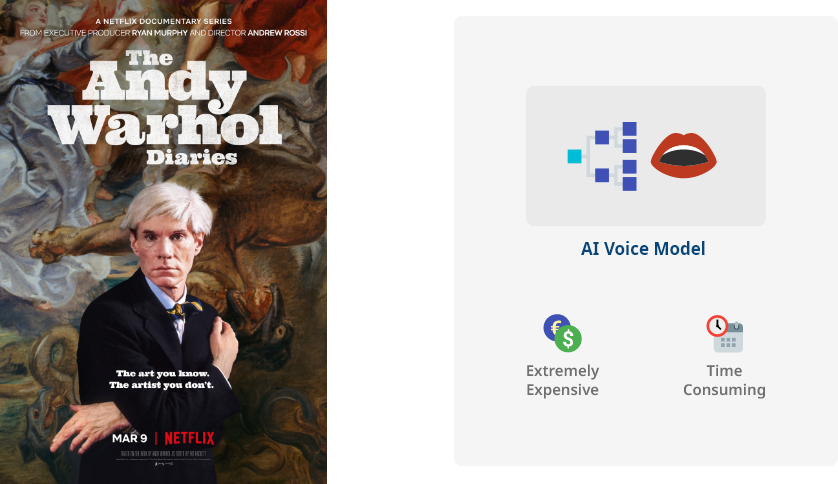 A NETFLIX DOCUMENTARY SERIES
FROM EXECUTIVE PRODUCER RYAN MURPHY AND DIRECTOR ANDREW ROSSI
The
Andy
Warhol
Diaries
The art you know.
The artist you don't.
MAR 9 | NETFLIX
AI Voice Model
€
$
Extremely
Expensive
Time
Consuming